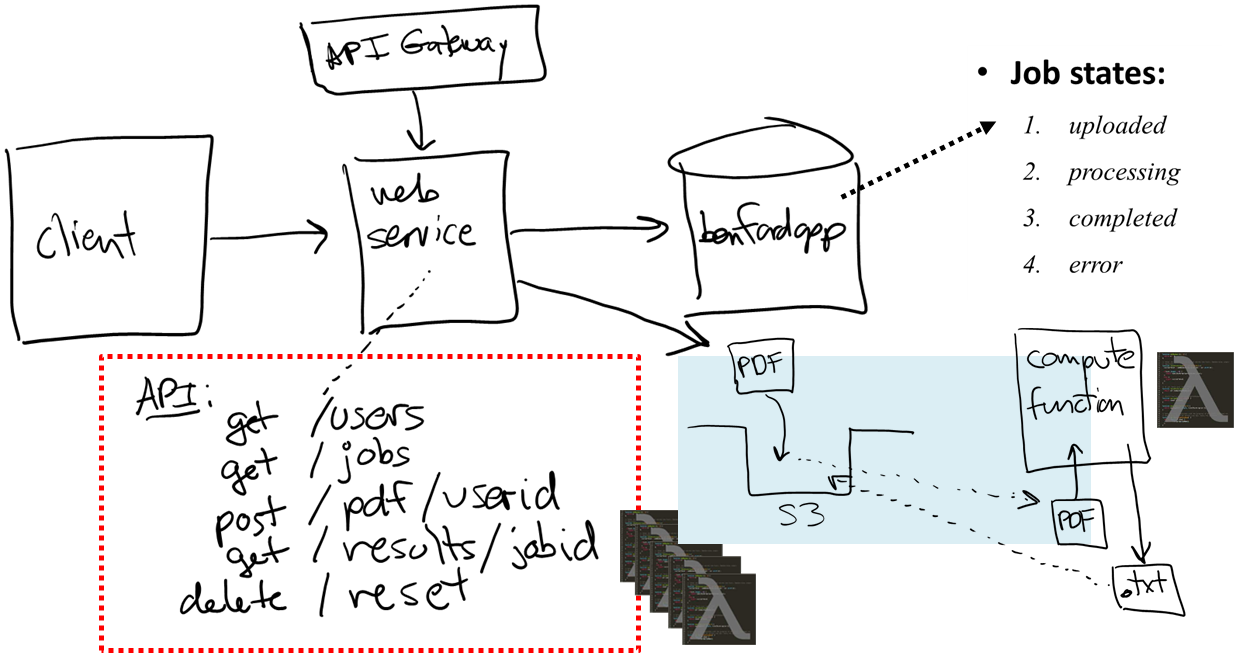 API Gateway
• Job states:
1. uploaded
2. processing
3. completed
4. error
client
web
service
benfordapp
API:
get /users
get /jobs
post /pdf/userid
get /results/jobid
delete /reset
PDF
S3
compute
function
PDF
.txt